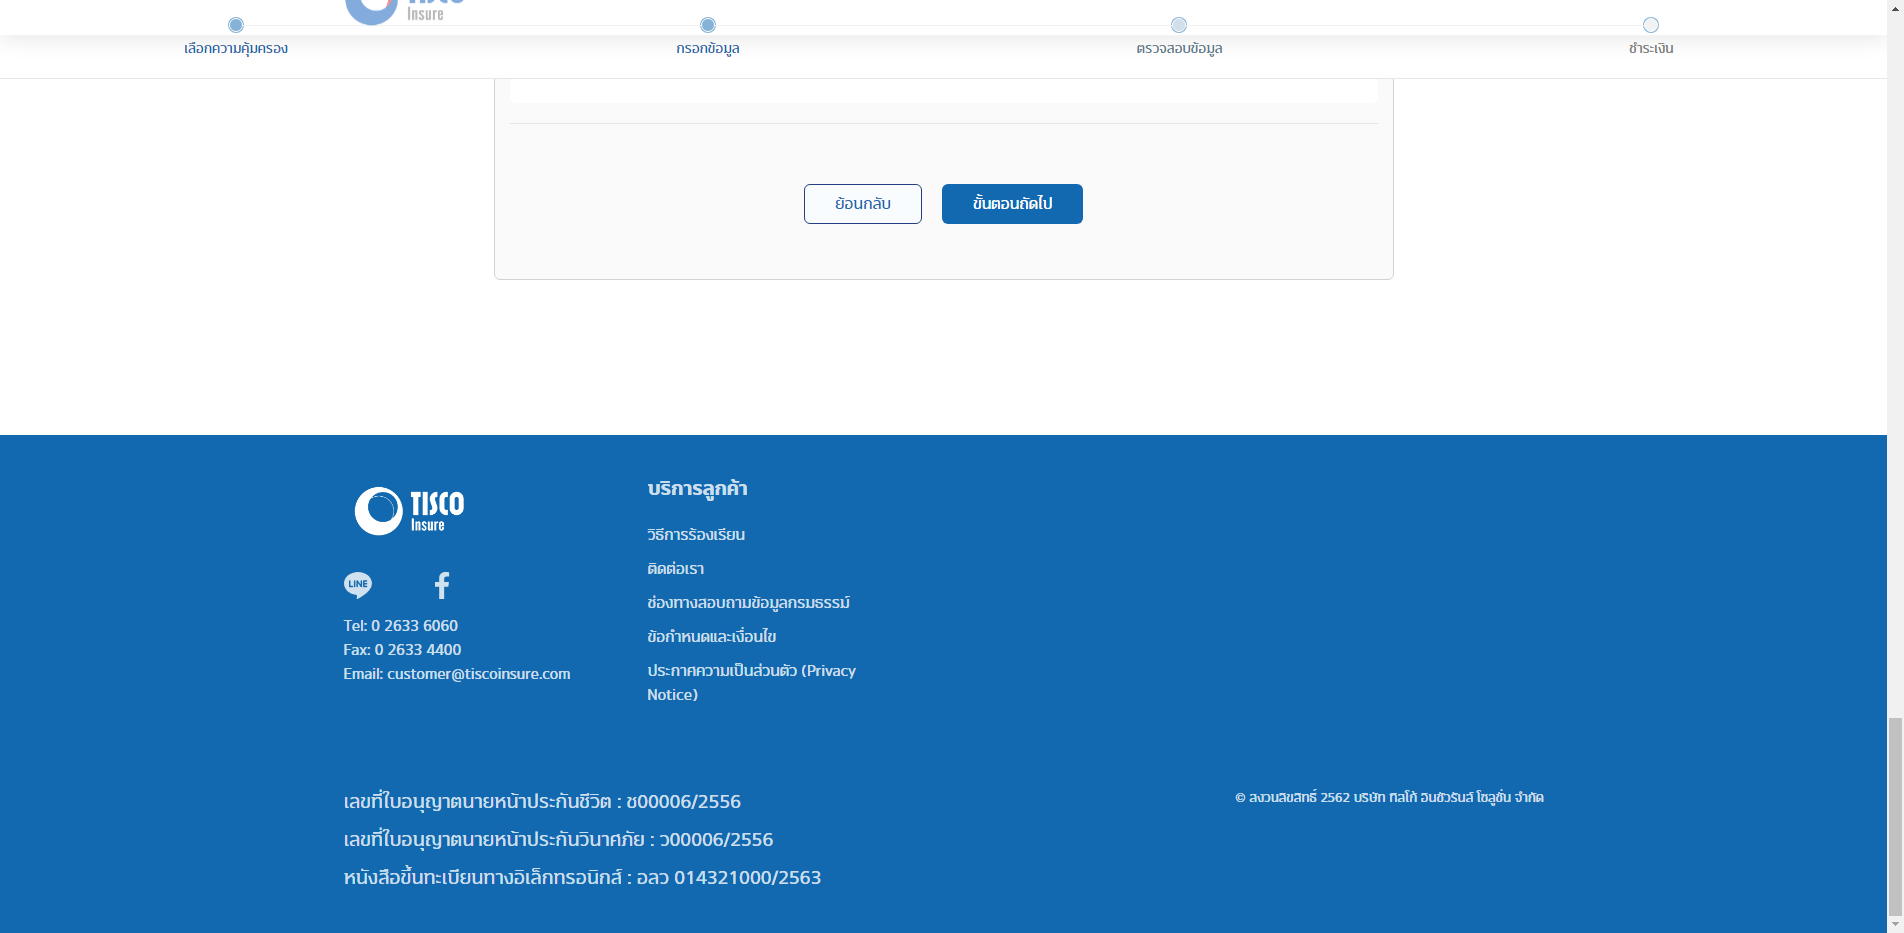 Insure
เลือกความคุ้มครอง
กรอกข้อมูล
ตรวจสอบข้อมูล
ชำระเงิน
ย้อนกลับ
ขั้นตอนถัดไป
TISCO
Insure
LINE
Tel: 0 2633 6060
Fax: 0 2633 4400
Email: customer@tiscoinsure.com
บริการลูกค้า
วิธีการร้องเรียน
ติดต่อเรา
ช่องทางสอบถามข้อมูลกรมธรรม์
ข้อกำหนดและเงื่อนไข
ประกาศความเป็นส่วนตัว (Privacy
Notice)
เลขที่ใบอนุญาตนายหน้าประกันชีวิต : ช00006/2556
เลขที่ใบอนุญาตนายหน้าประกันวินาศภัย : ว00006/2556
หนังสือขึ้นทะเบียนทางอิเล็กทรอนิกส์ : อลว 014321000/2563
© สงวนลิขสิทธิ์ 2562 บริษัท ทิสโก้ อินชัวรันส์ โซลูชั่น จำกัด